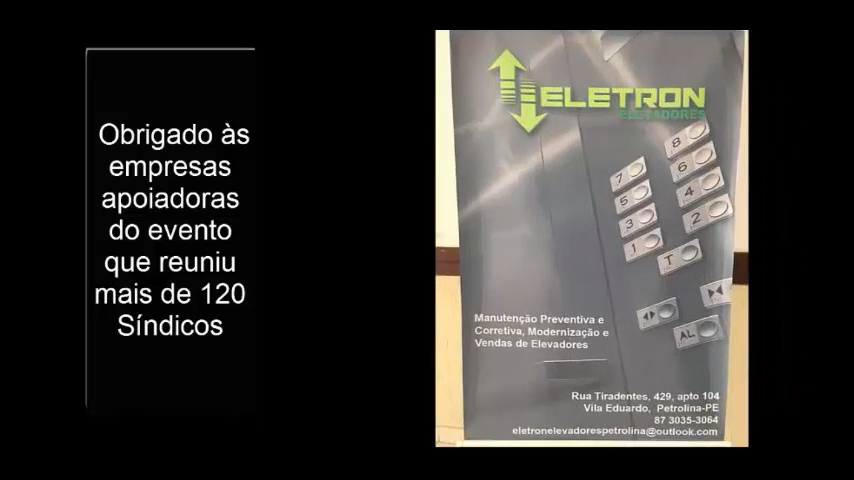 Obrigado às
empresas
apoiadoras
do evento
que reuniu
mais de 120
Síndicos
ELETRON
ELEVADORES
8
7
6
5
4
3
2
1
T
AL
Manutenção Preventiva e
Corretiva, Modernização e
Vendas de Elevadores
Rua Tiradentes, 429, apto 104
Vila Eduardo, Petrolina-PE
87 3035-3064
eletronelevadorespetrolina@outlook.com